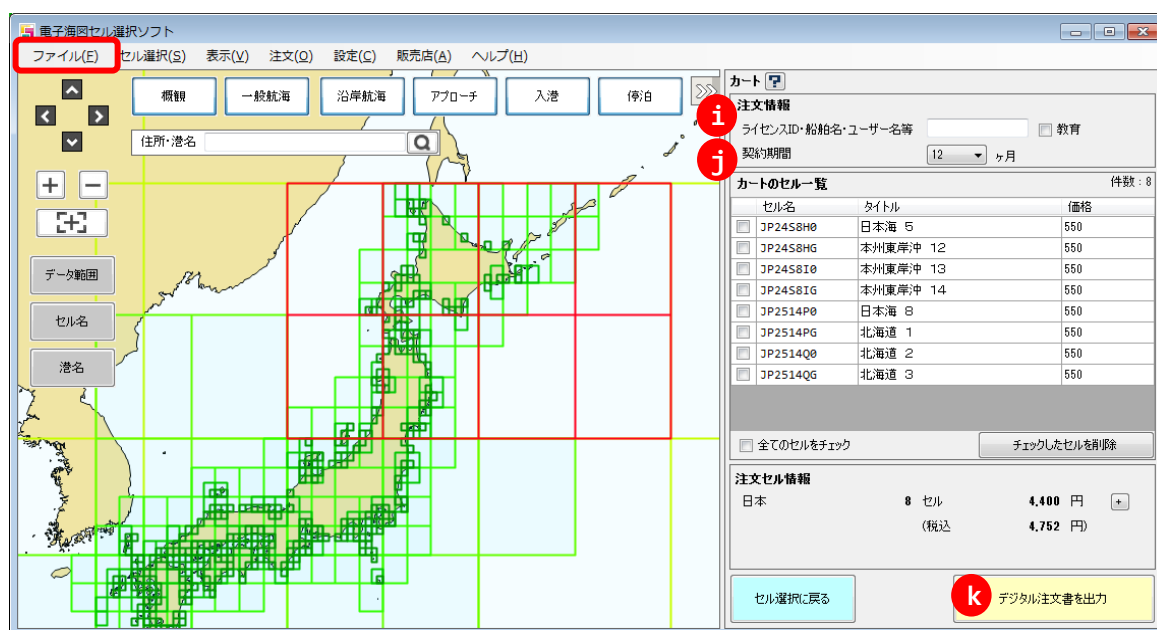 電子海図セル選択ソフト
ファイル(F) セル選択(S) 表示(V) 注文(O) 設定(C) 販売店(A) ヘルプ(H)
概観 一般航海 沿岸航海 アプローチ 入港 停泊 >>
住所・港名
+ -
データ範囲
セル名
港名
カート ?
注文情報
i ライセンスID・船舶名・ユーザー名等 教育
j 契約期間 12 ヶ月
カートのセル一覧 件数:8
セル名 タイトル 価格
JP24S8H0 日本海 5 550
JP24S8HG 本州東岸沖 12 550
JP24S8I0 本州東岸沖 13 550
JP24S8IG 本州東岸沖 14 550
JP2514P0 日本海 8 550
JP2514PG 北海道 1 550
JP2514Q0 北海道 2 550
JP2514QG 北海道 3 550
全てのセルをチェック チェックしたセルを削除
注文セル情報
日本 8 セル 4,400 円 +
(税込 4,752 円)
セル選択に戻る k デジタル注文書を出力